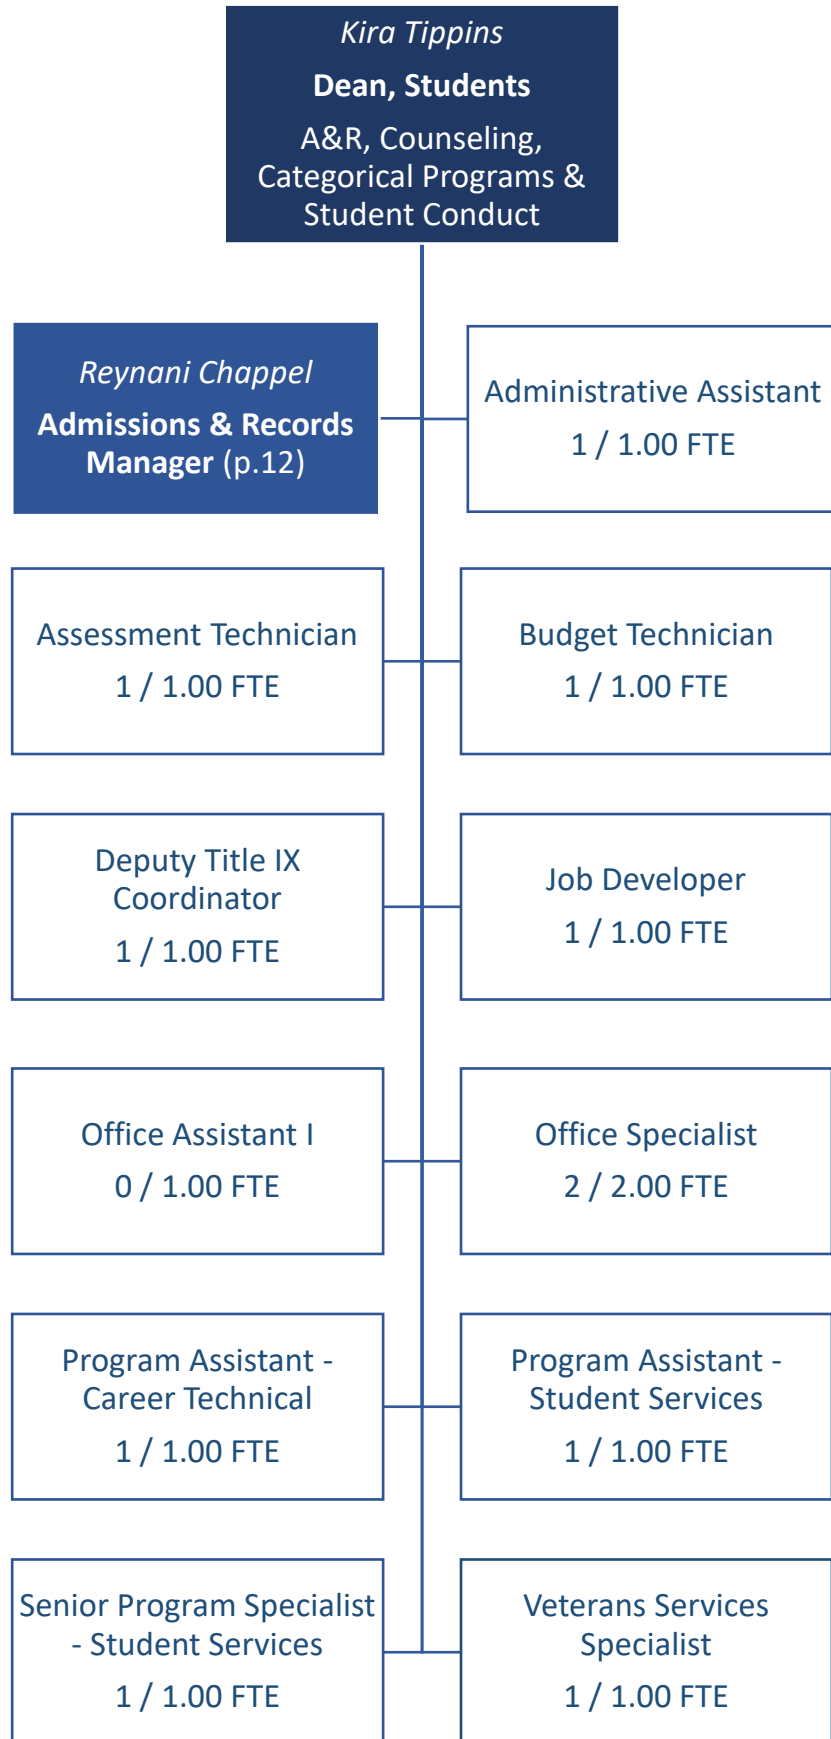 Kira Tippins
Dean, Students
A&R, Counseling,
Categorical Programs &
Student Conduct
Reynani Chappel
Admissions & Records
Manager (p.12)
Administrative Assistant
1 / 1.00 FTE
Assessment Technician
1 / 1.00 FTE
Budget Technician
1 / 1.00 FTE
Deputy Title IX
Coordinator
1 / 1.00 FTE
Job Developer
1 / 1.00 FTE
Office Assistant I
0 / 1.00 FTE
Office Specialist
2 / 2.00 FTE
Program Assistant -
Career Technical
1 / 1.00 FTE
Program Assistant -
Student Services
1 / 1.00 FTE
Senior Program Specialist
- Student Services
1 / 1.00 FTE
Veterans Services
Specialist
1 / 1.00 FTE